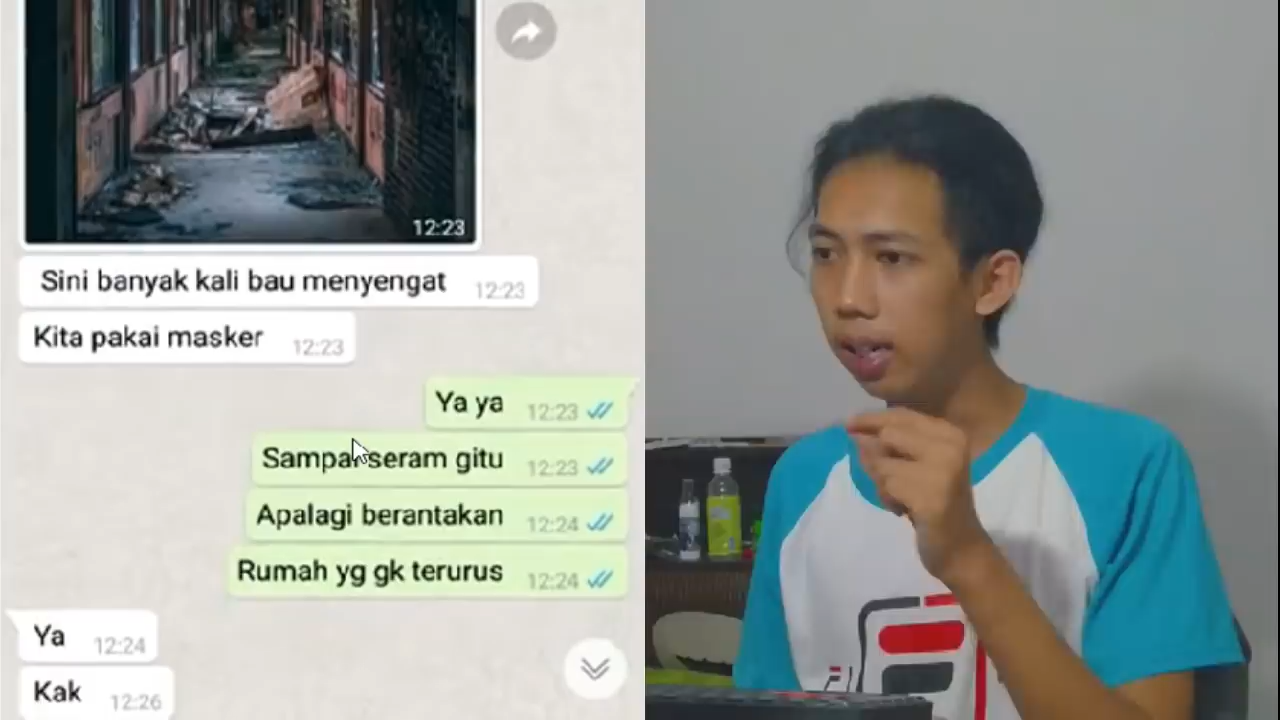 12:23
Sini banyak kali bau menyengat 12:23
Kita pakai masker 12:23
Ya ya 12:23
Sampai seram gitu 12:23
Apalagi berantakan 12:24
Rumah yg gk terurus 12:24
Ya 12:24
Kak 12:26